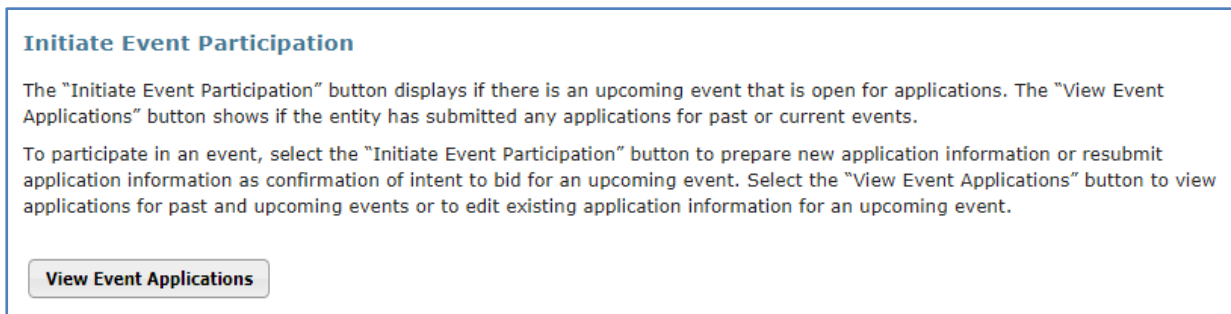 Initiate Event Participation
The “Initiate Event Participation” button displays if there is an upcoming event that is open for applications. The “View Event
Applications” button shows if the entity has submitted any applications for past or current events.
To participate in an event, select the “Initiate Event Participation” button to prepare new application information or resubmit
application information as confirmation of intent to bid for an upcoming event. Select the “View Event Applications” button to view
applications for past and upcoming events or to edit existing application information for an upcoming event.
View Event Applications